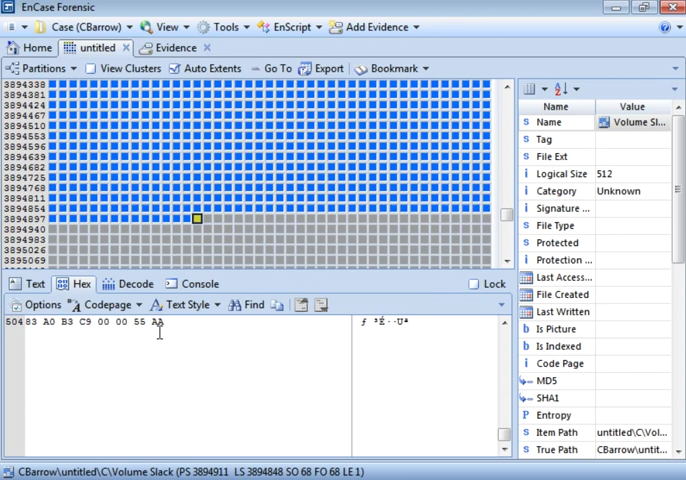 EnCase Forensic
Case (CBarrow) View Tools EnScript Add Evidence
Home untitled Evidence
Partitions View Clusters Auto Extents Go To Export Bookmark
3894338
3894381
3894424
3894467
3894510
3894553
3894596
3894639
3894682
3894725
3894768
3894811
3894854
3894897
3894940
3894983
3895026
3895069
Name Value
Name Volume Sl...
Tag
File Ext
Logical Size 512
Category Unknown
Signature ...
File Type
Protected
Protection ...
Last Access...
File Created
Last Written
Is Picture
Is Indexed
Code Page
MD5
SHA1
Entropy
Item Path untitled\C\Vol...
True Path CBarrow\untit...
Text Hex Decode Console Lock
Options Codepage Text Style Find
504 83 A0 B3 C9 00 00 55 AA ƒ ³É··Uª
CBarrow\untitled\C\Volume Slack (PS 3894911 LS 3894848 SO 68 FO 68 LE 1)